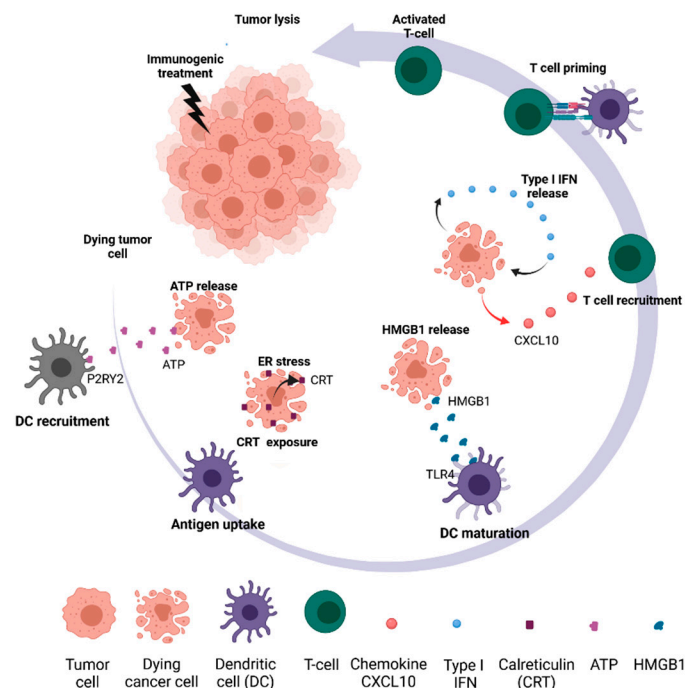 Tumor lysis
Activated
T-cell
Immunogenic
treatment
T cell priming
Type I IFN
release
Dying tumor
cell
ATP release
T cell recruitment
CXCL10
HMGB1 release
ATP
P2RY2
ER stress
CRT
HMGB1
DC recruitment
CRT exposure
TLR4
Antigen uptake
DC maturation
Tumor
cell
Dying
cancer cell
Dendritic
cell (DC)
T-cell
Chemokine
CXCL10
Type I
IFN
Calreticulin
(CRT)
ATP
HMGB1